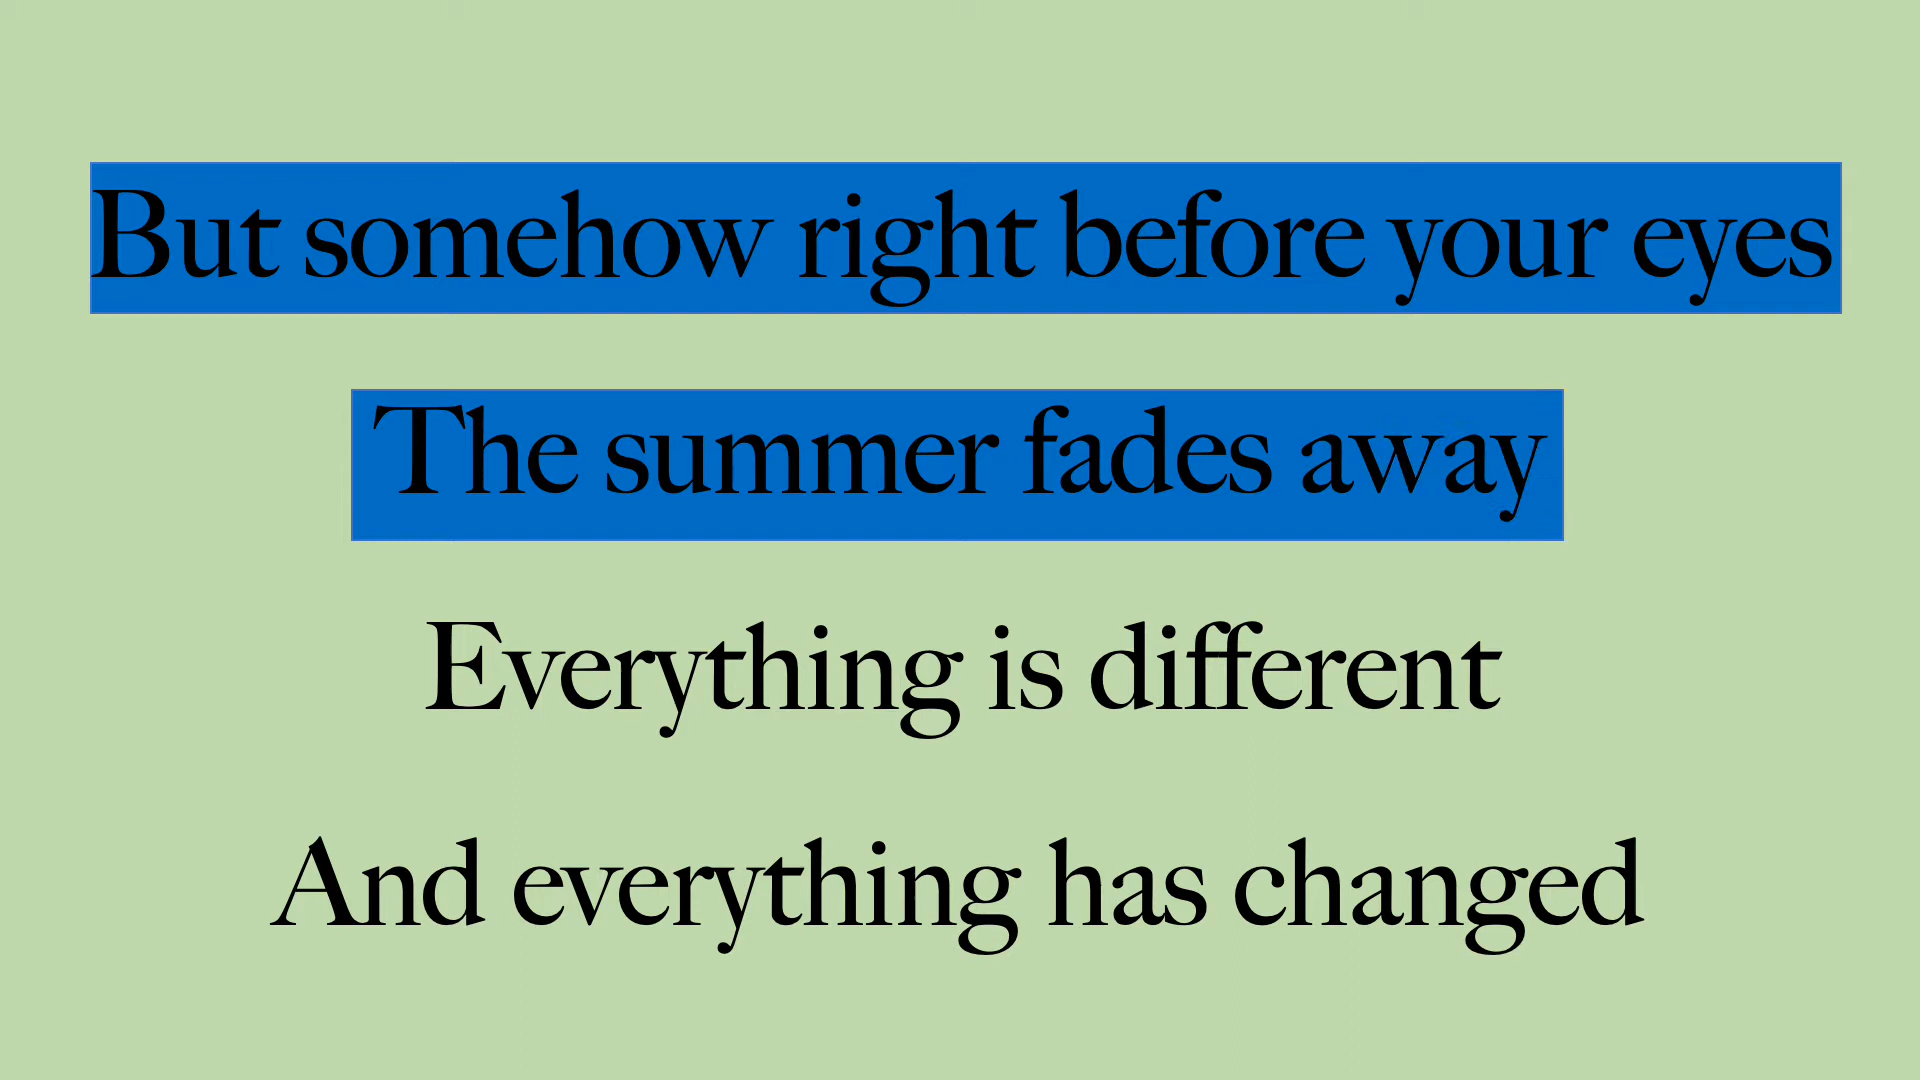 But somehow right before your eyes
The summer fades away
Everything is different
And everything has changed